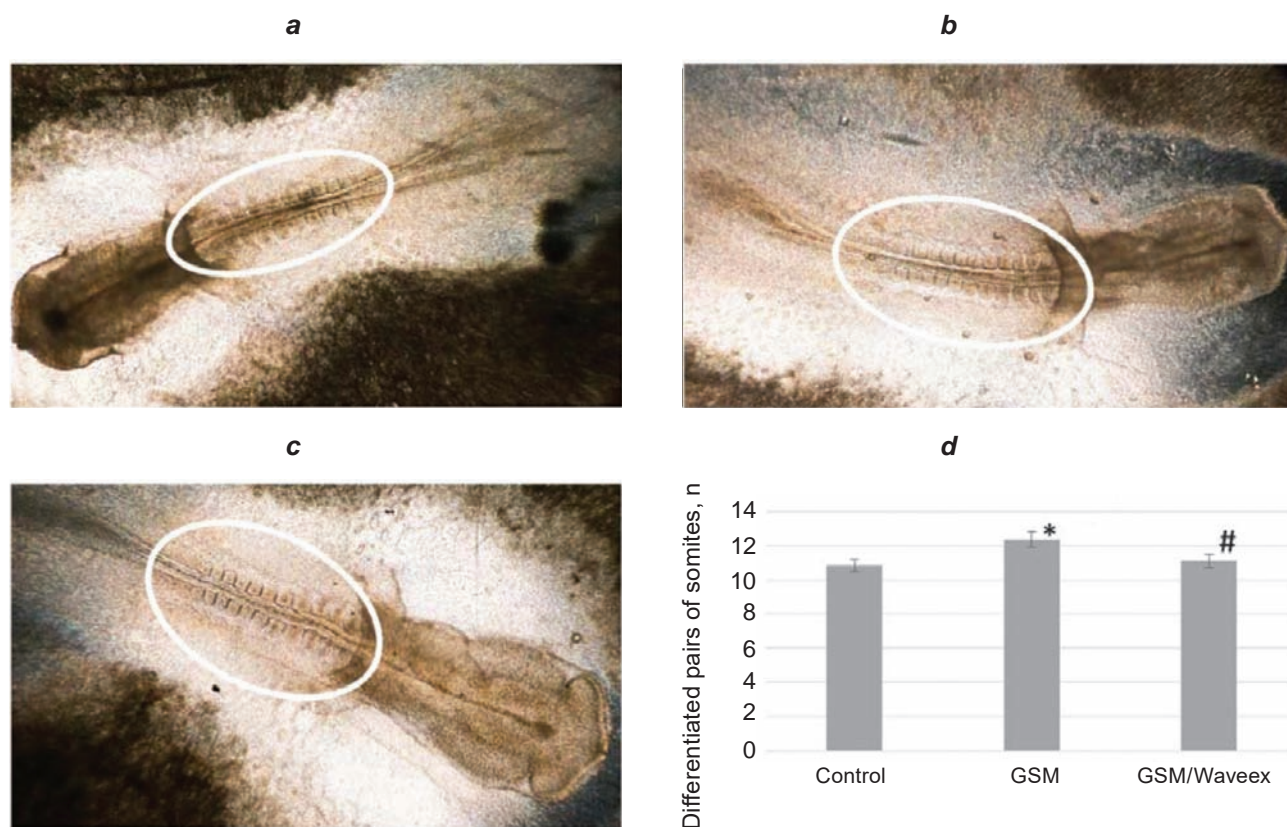 a
b
c
d
Differentiated pairs of somites, n
14
12
10
8
6
4
2
0
*
#
Control
GSM
GSM/Waveex